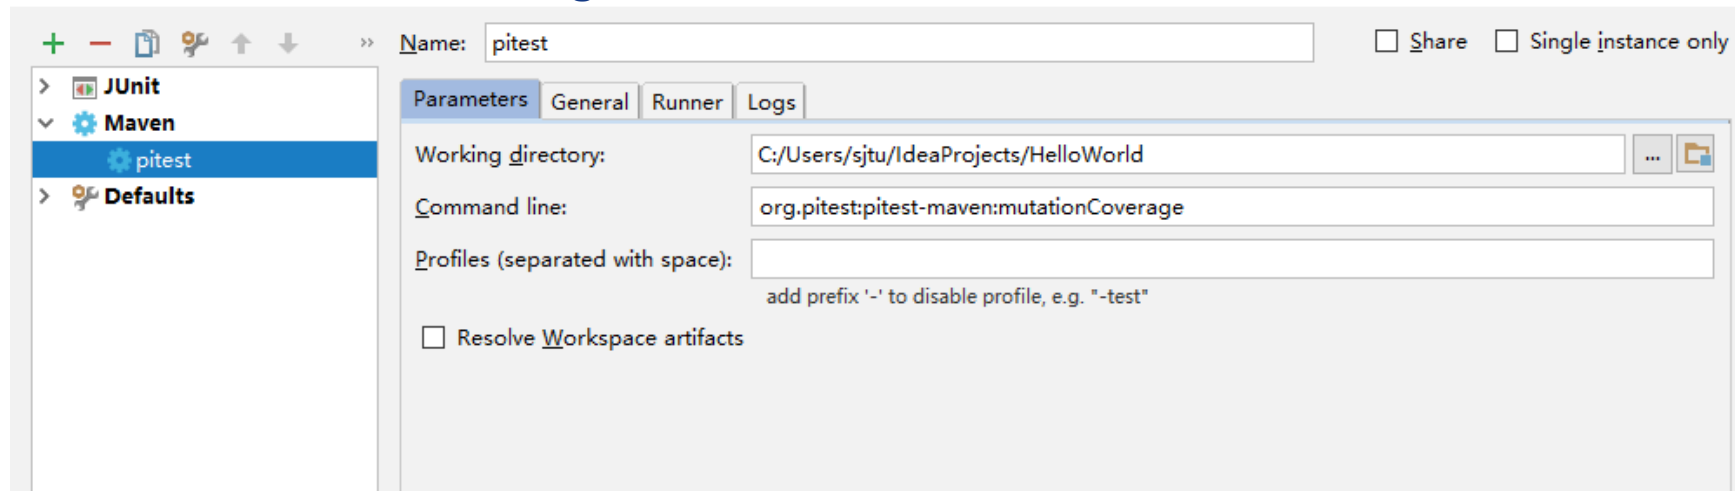 Name: pitest Share Single instance only
JUnit
Maven
pitest
Defaults
Parameters General Runner Logs
Working directory: C:/Users/sjtu/IdeaProjects/HelloWorld ...
Command line: org.pitest:pitest-maven:mutationCoverage
Profiles (separated with space):
add prefix '-' to disable profile, e.g. "-test"
Resolve Workspace artifacts